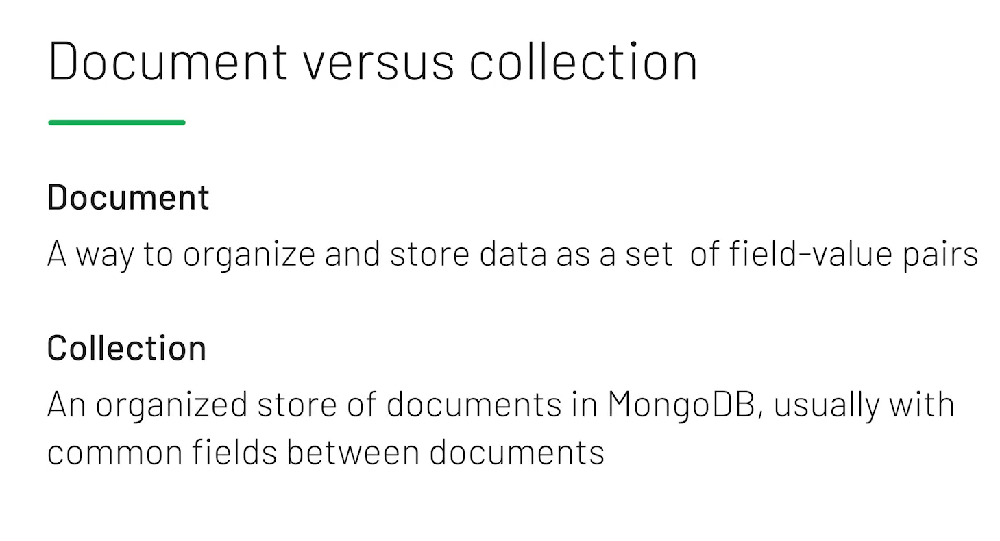 Document versus collection
Document
A way to organize and store data as a set  of field-value pairs
Collection
An organized store of documents in MongoDB, usually with
common fields between documents